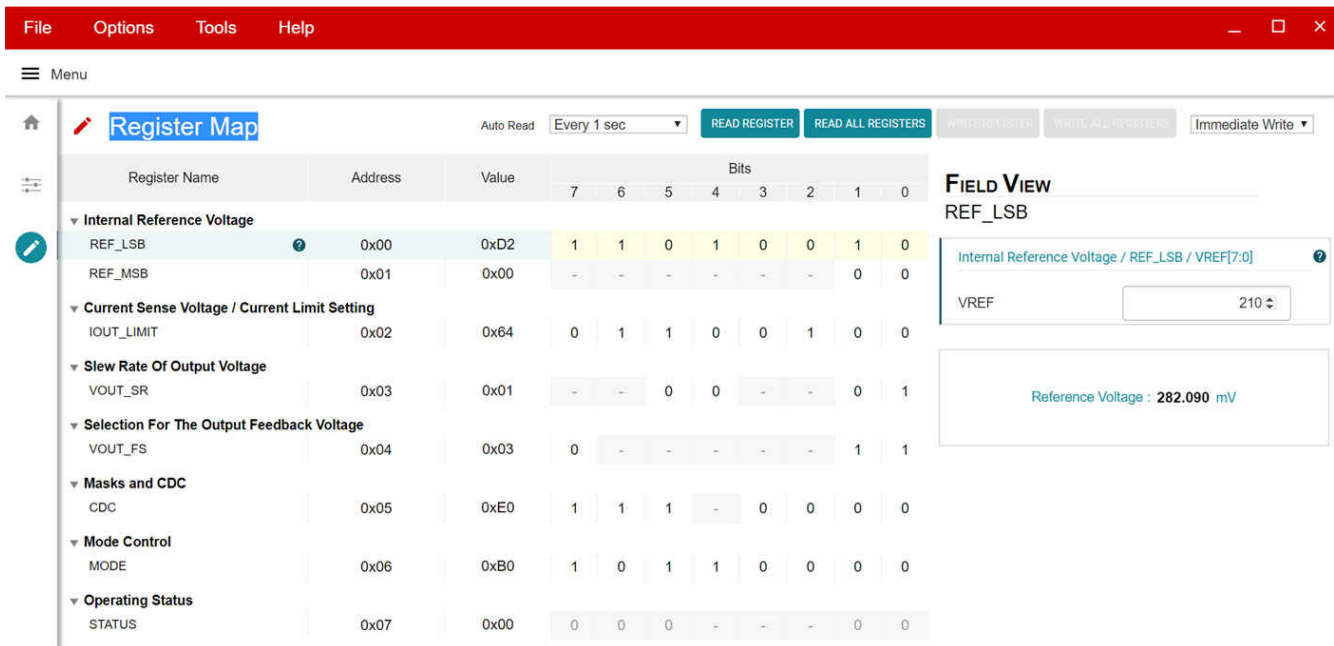 File Options Tools Help
Menu
Register Map Auto Read Every 1 sec READ REGISTER READ ALL REGISTERS WRITE REGISTER WRITE ALL REGISTERS Immediate Write
Register Name Address Value Bits
7 6 5 4 3 2 1 0
Internal Reference Voltage
REF_LSB ? 0x00 0xD2 1 1 0 1 0 0 1 0
REF_MSB 0x01 0x00 - - - - - - 0 0
Current Sense Voltage / Current Limit Setting
IOUT_LIMIT 0x02 0x64 0 1 1 0 0 1 0 0
Slew Rate Of Output Voltage
VOUT_SR 0x03 0x01 - - 0 0 - - 0 1
Selection For The Output Feedback Voltage
VOUT_FS 0x04 0x03 0 - - - - - 1 1
Masks and CDC
CDC 0x05 0xE0 1 1 1 - 0 0 0 0
Mode Control
MODE 0x06 0xB0 1 0 1 1 0 0 0 0
Operating Status
STATUS 0x07 0x00 0 0 0 - - - 0 0
FIELD VIEW
REF_LSB
Internal Reference Voltage / REF_LSB / VREF[7:0] ?
VREF 210
Reference Voltage : 282.090 mV